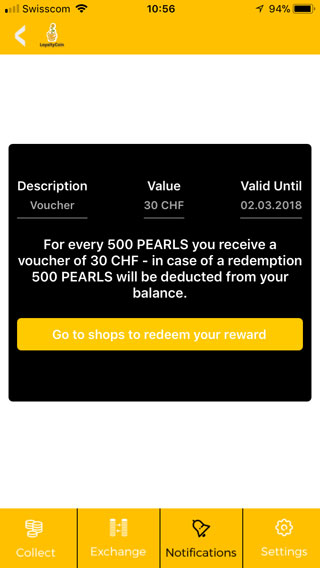 Swisscom 10:56 94%
LoyaltyCoin
Description Value Valid Until
Voucher 30 CHF 02.03.2018
For every 500 PEARLS you receive a
voucher of 30 CHF - in case of a redemption
500 PEARLS will be deducted from your
balance.
Go to shops to redeem your reward
Collect Exchange Notifications Settings